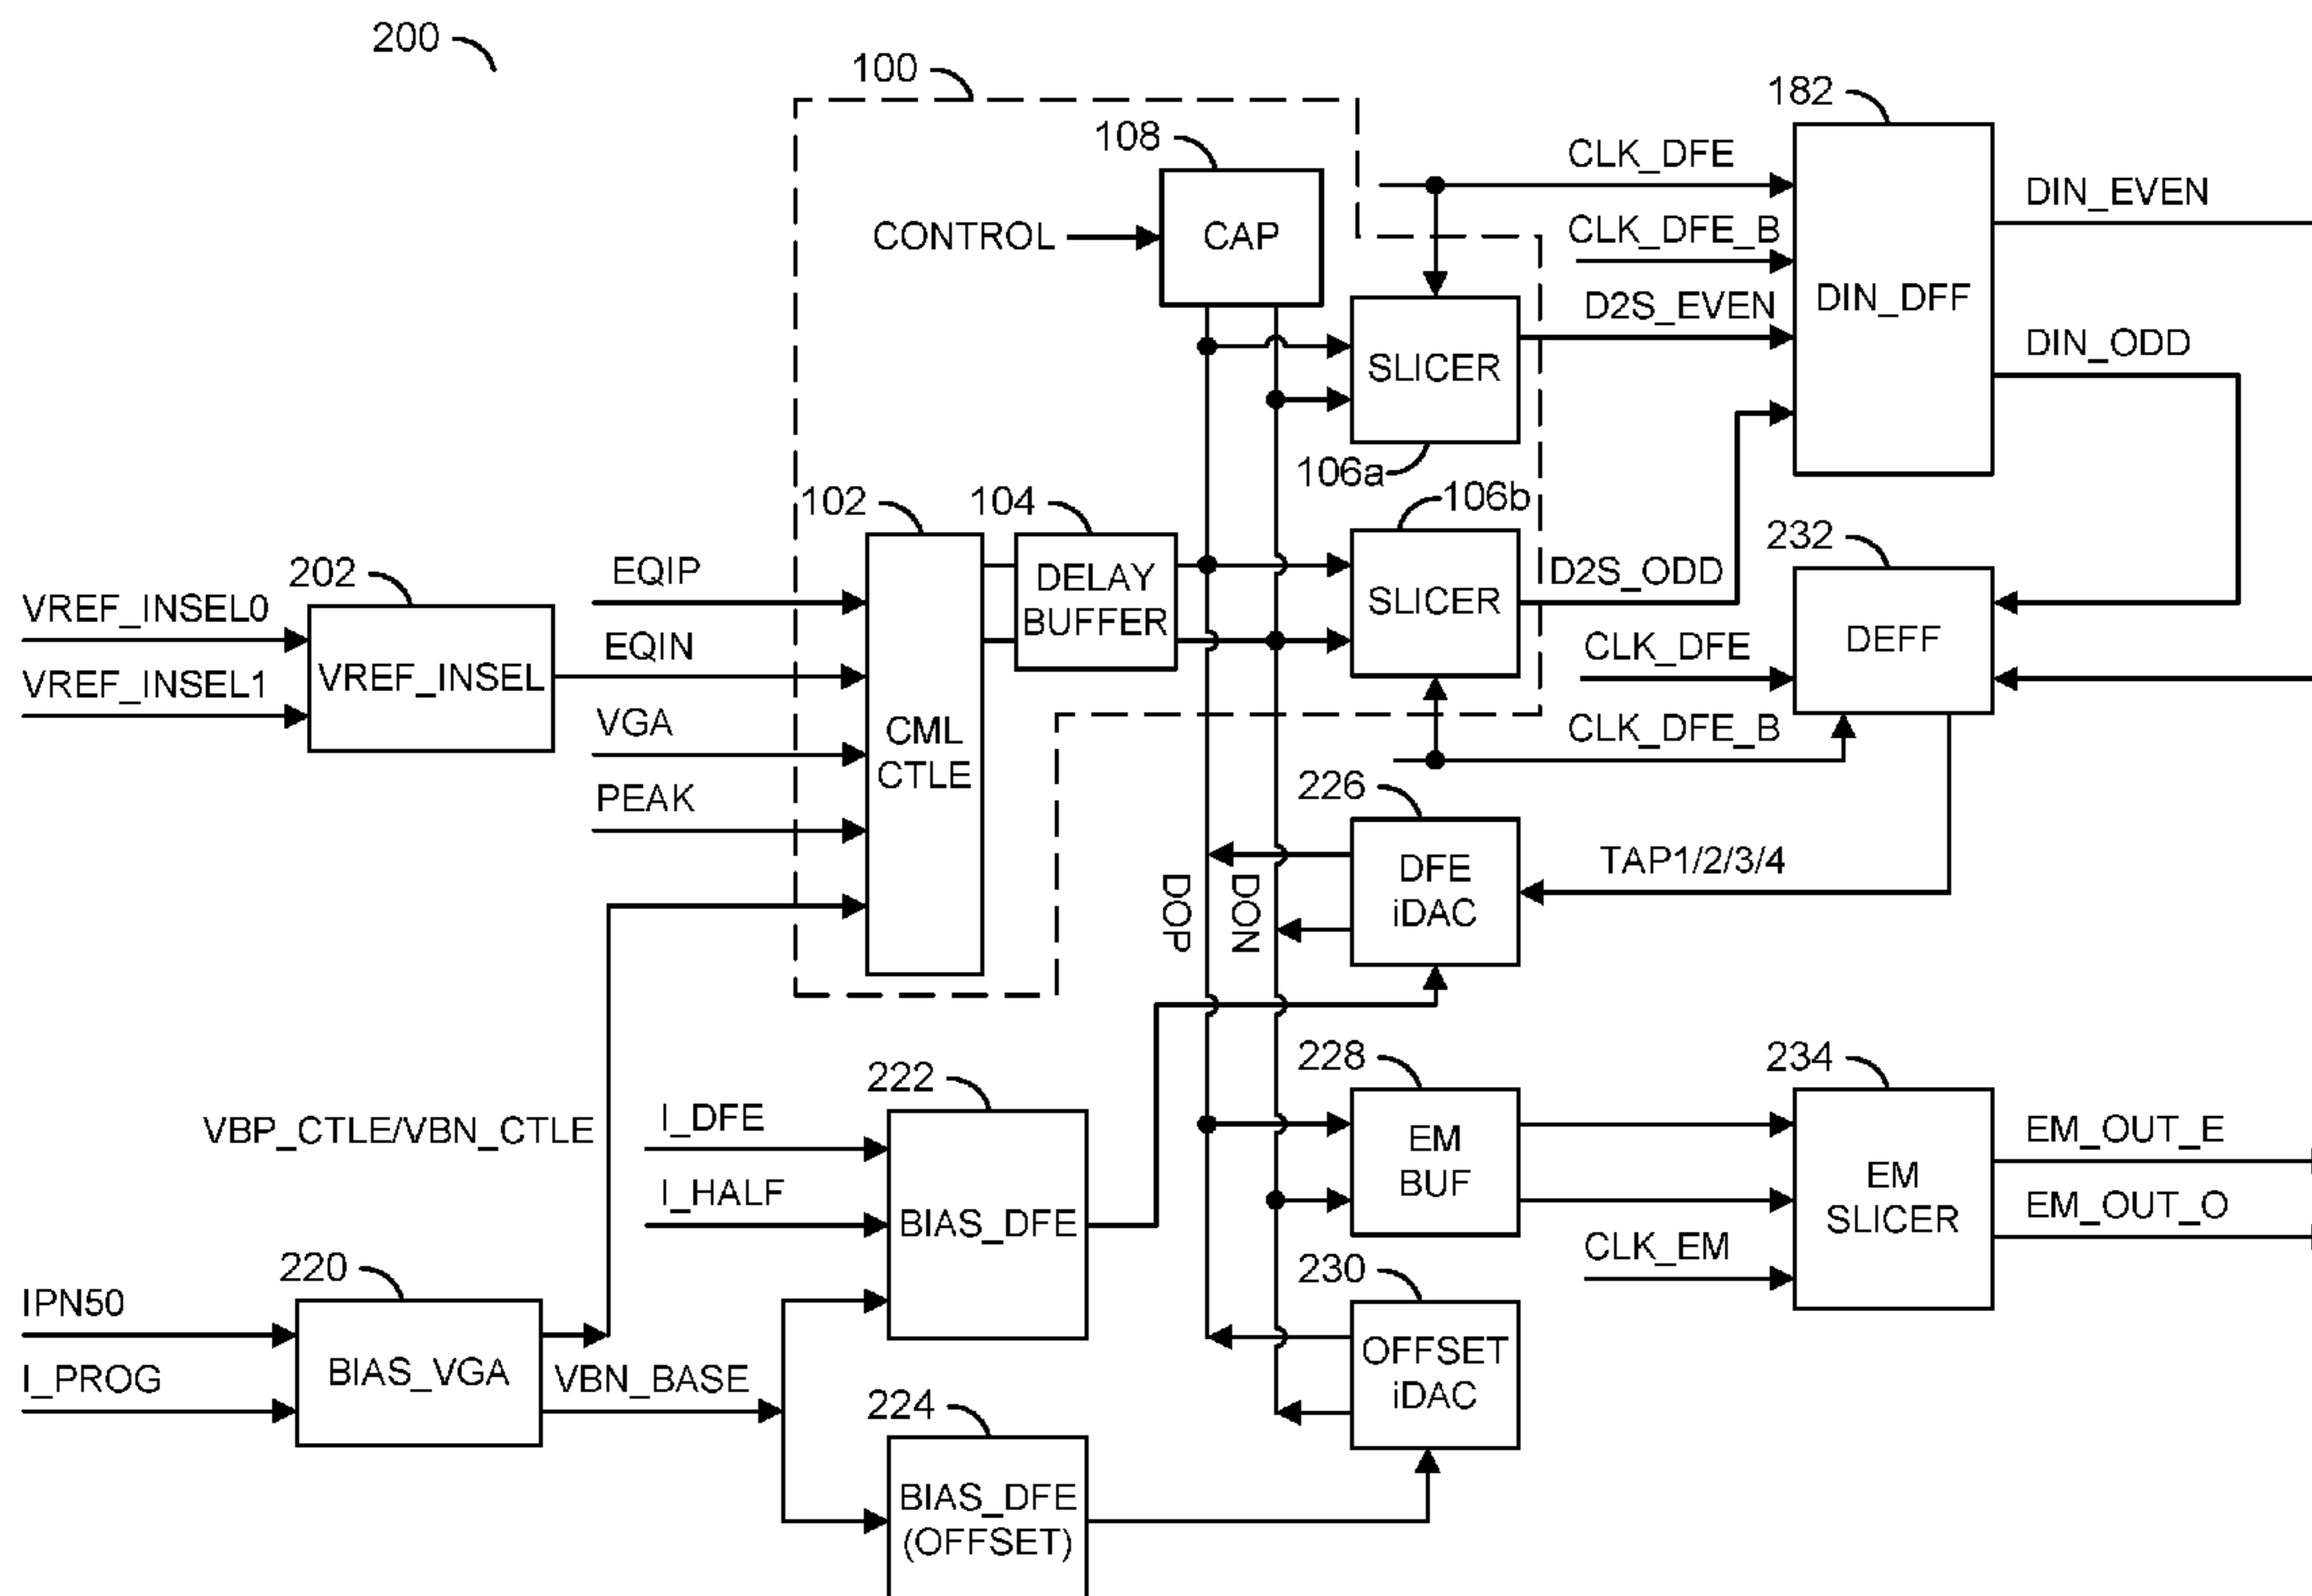 200
100
182
108
CLK_DFE
DIN_EVEN
CONTROL
CAP
CLK_DFE_B
D2S_EVEN
DIN_DFF
SLICER
DIN_ODD
106a
102
104
106b
232
202
EQIP
DELAY
BUFFER
SLICER
D2S_ODD
VREF_INSEL0
VREF_INSEL
EQIN
DEFF
CLK_DFE
VREF_INSEL1
VGA
CML
CTLE
CLK_DFE_B
PEAK
226
DFE
iDAC
TAP1/2/3/4
DOP
DON
222
228
234
VBP_CTLE/VBN_CTLE
I_DFE
EM
BUF
EM_OUT_E
I_HALF
BIAS_DFE
EM
SLICER
EM_OUT_O
CLK_EM
220
230
IPN50
OFFSET
iDAC
I_PROG
BIAS_VGA
VBN_BASE
224
BIAS_DFE
(OFFSET)